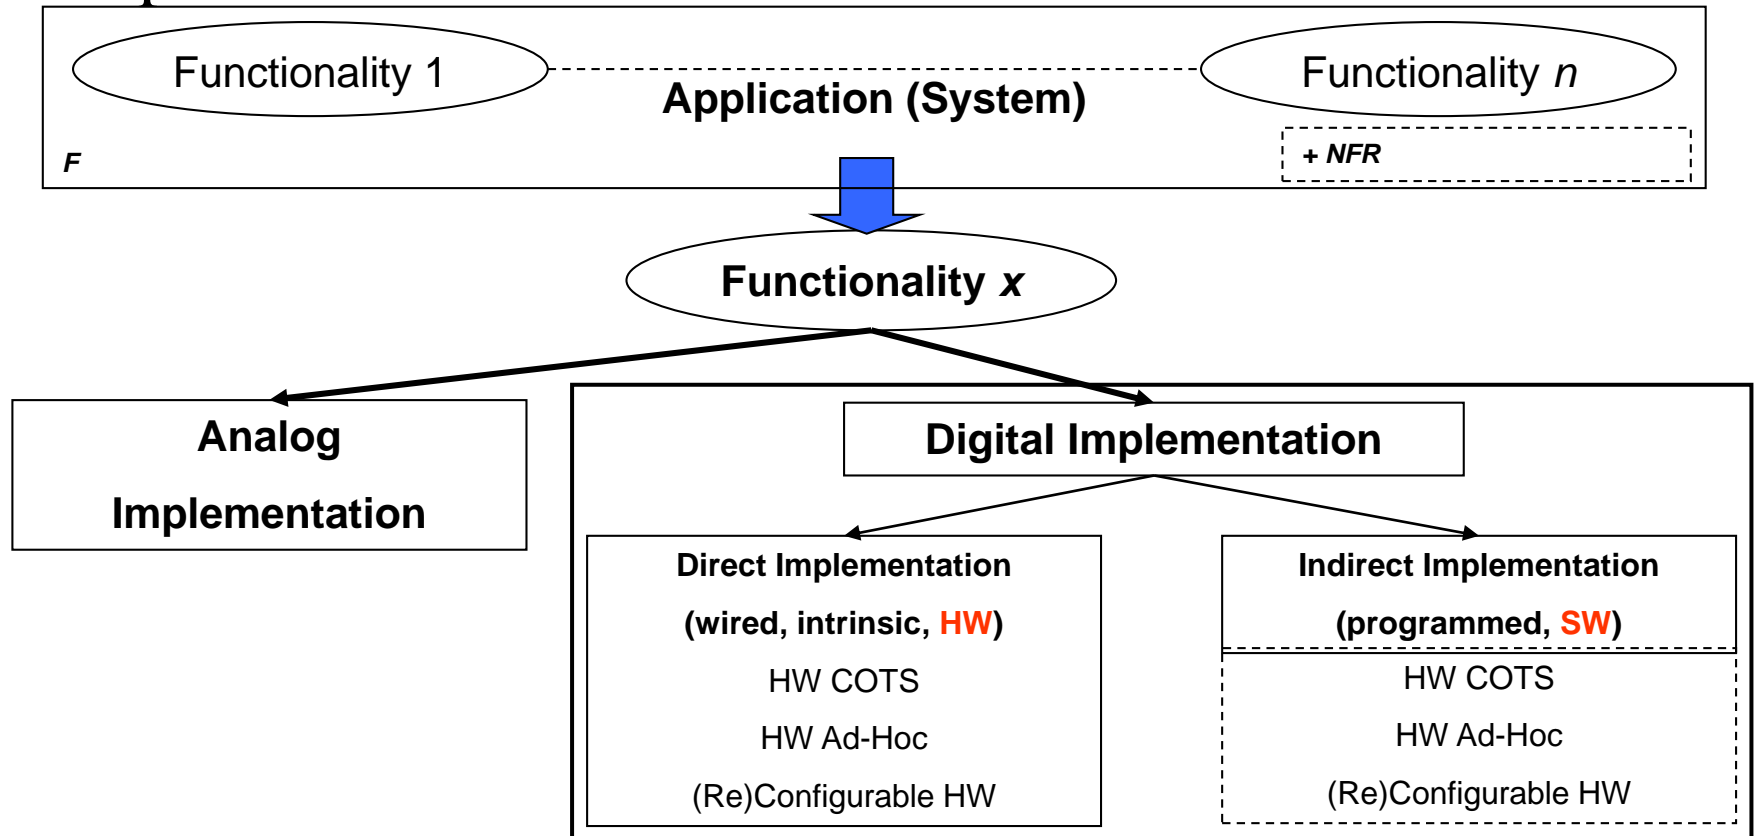 Functionality 1
Functionality n
Application (System)
F
+ NFR
Functionality x
Analog
Implementation
Digital Implementation
Direct Implementation
(wired, intrinsic, HW)
HW COTS
HW Ad-Hoc
(Re)Configurable HW
Indirect Implementation
(programmed, SW)
HW COTS
HW Ad-Hoc
(Re)Configurable HW